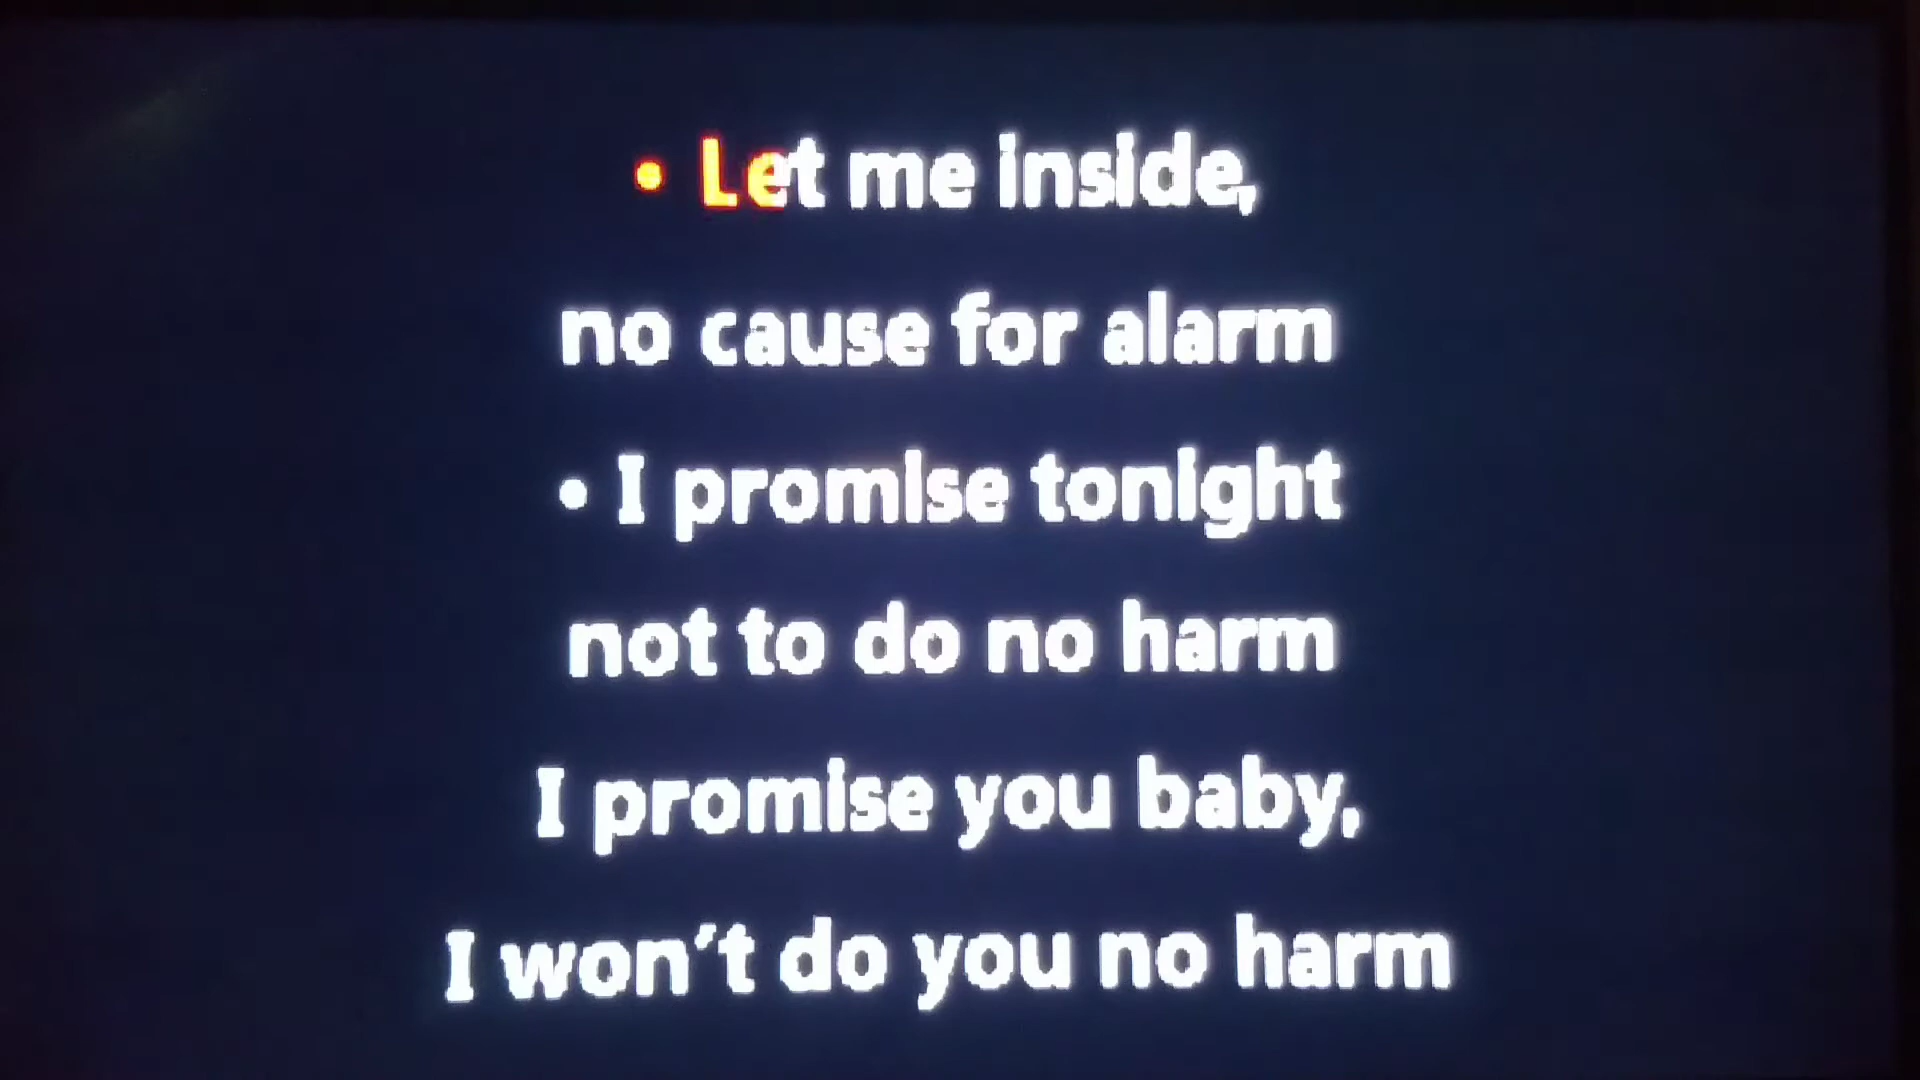 • Let me inside,
no cause for alarm
• I promise tonight
not to do no harm
I promise you baby,
I won't do you no harm